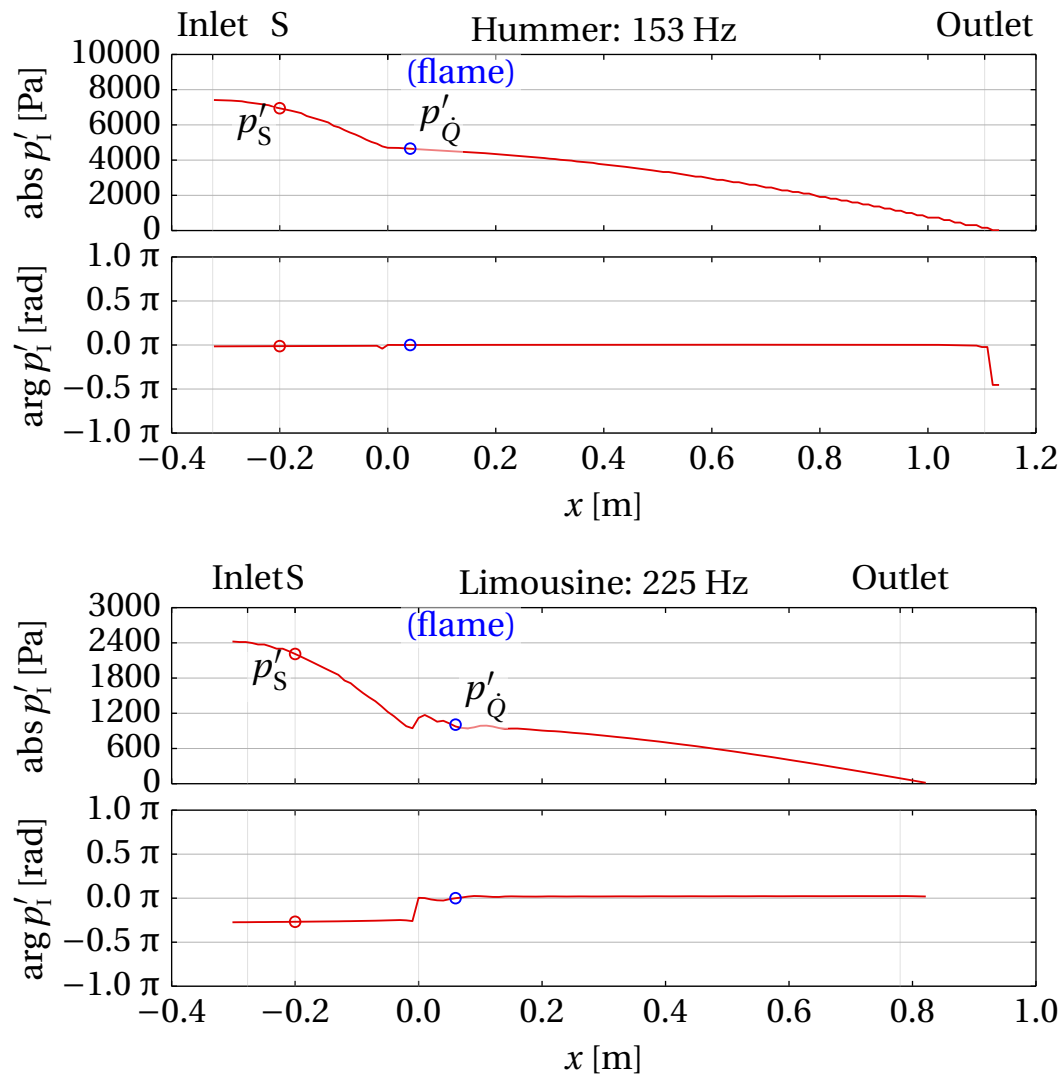 Inlet S Hummer: 153 Hz Outlet
10000
8000
6000
4000
2000
0
abs p′I [Pa]
(flame)
p′S
p′Q̇
1.0 π
0.5 π
0.0 π
−0.5 π
−1.0 π
arg p′I [rad]
−0.4 −0.2 0.0 0.2 0.4 0.6 0.8 1.0 1.2
x [m]
Inlet S Limousine: 225 Hz Outlet
3000
2400
1800
1200
600
0
abs p′I [Pa]
(flame)
p′S
p′Q̇
1.0 π
0.5 π
0.0 π
−0.5 π
−1.0 π
arg p′I [rad]
−0.4 −0.2 0.0 0.2 0.4 0.6 0.8 1.0
x [m]